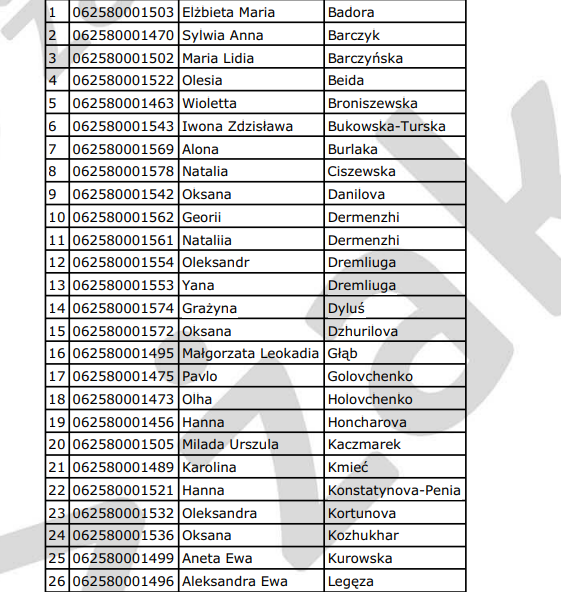 1 062580001503 Elżbieta Maria Badora
2 062580001470 Sylwia Anna Barczyk
3 062580001502 Maria Lidia Barczyńska
4 062580001522 Olesia Beida
5 062580001463 Wioletta Broniszewska
6 062580001543 Iwona Zdzisława Bukowska-Turska
7 062580001569 Alona Burlaka
8 062580001578 Natalia Ciszewska
9 062580001542 Oksana Danilova
10 062580001562 Georii Dermenzhi
11 062580001561 Nataliia Dermenzhi
12 062580001554 Oleksandr Dremliuga
13 062580001553 Yana Dremliuga
14 062580001574 Grażyna Dyluś
15 062580001572 Oksana Dzhurilova
16 062580001495 Małgorzata Leokadia Głąb
17 062580001475 Pavlo Golovchenko
18 062580001473 Olha Holovchenko
19 062580001456 Hanna Honcharova
20 062580001505 Milada Urszula Kaczmarek
21 062580001489 Karolina Kmieć
22 062580001521 Hanna Konstatynova-Penia
23 062580001532 Oleksandra Kortunova
24 062580001536 Oksana Kozhukhar
25 062580001499 Aneta Ewa Kurowska
26 062580001496 Aleksandra Ewa Legęza